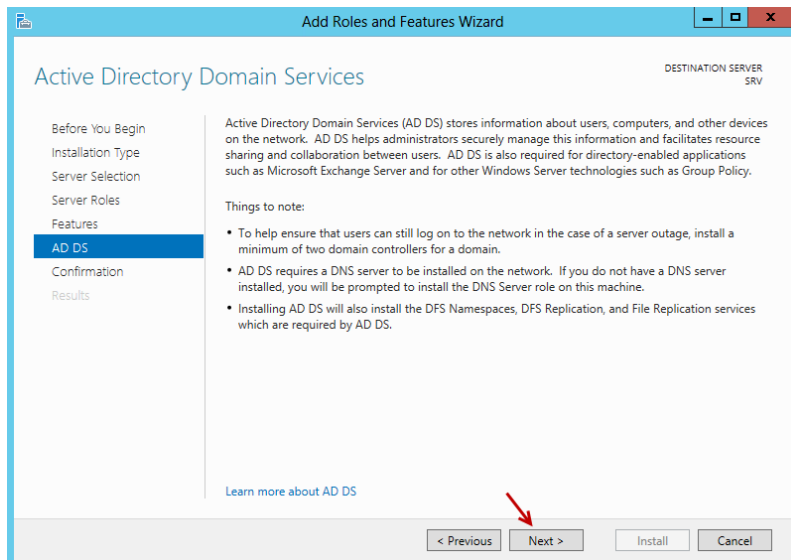 Add Roles and Features Wizard
X
Active Directory Domain Services
DESTINATION SERVER
SRV
Before You Begin
Installation Type
Server Selection
Server Roles
Features
AD DS
Confirmation
Results
Active Directory Domain Services (AD DS) stores information about users, computers, and other devices
on the network. AD DS helps administrators securely manage this information and facilitates resource
sharing and collaboration between users. AD DS is also required for directory-enabled applications
such as Microsoft Exchange Server and for other Windows Server technologies such as Group Policy.
Things to note:
• To help ensure that users can still log on to the network in the case of a server outage, install a
minimum of two domain controllers for a domain.
• AD DS requires a DNS server to be installed on the network. If you do not have a DNS server
installed, you will be prompted to install the DNS Server role on this machine.
• Installing AD DS will also install the DFS Namespaces, DFS Replication, and File Replication services
which are required by AD DS.
Learn more about AD DS
< Previous
Next >
Install
Cancel